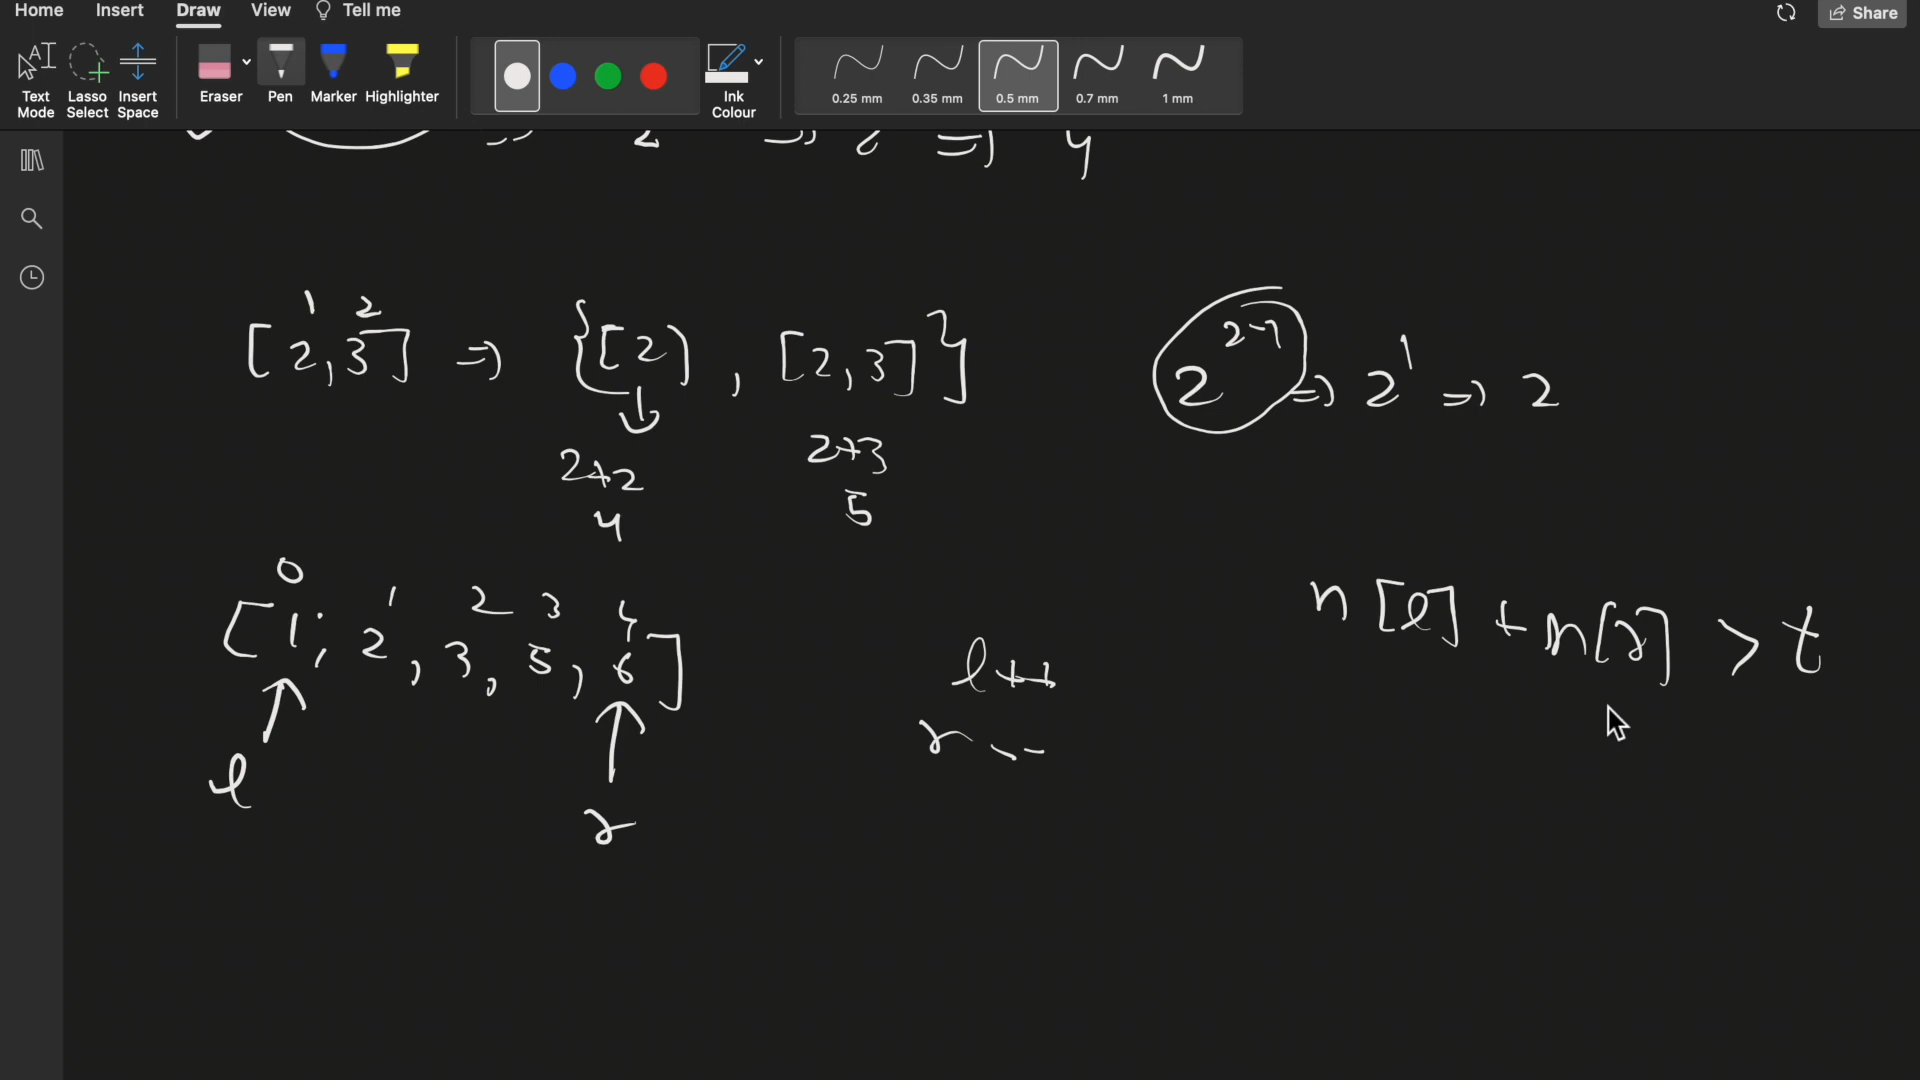 Home Insert Draw View Tell me
Share
Text Mode
Lasso Select
Insert Space
Eraser
Pen
Marker
Highlighter
Ink Colour
0.25 mm
0.35 mm
0.5 mm
0.7 mm
1 mm
=> 2 => 2 => 4
1 2
[2,3] => {[2], [2,3]}
2^2-1 => 2^1 => 2
2+2 2+3
4 5
0 1 2 3 4
[1, 2, 3, 5, 6]
n[l] + n[r] > t
l++
r--
l
r